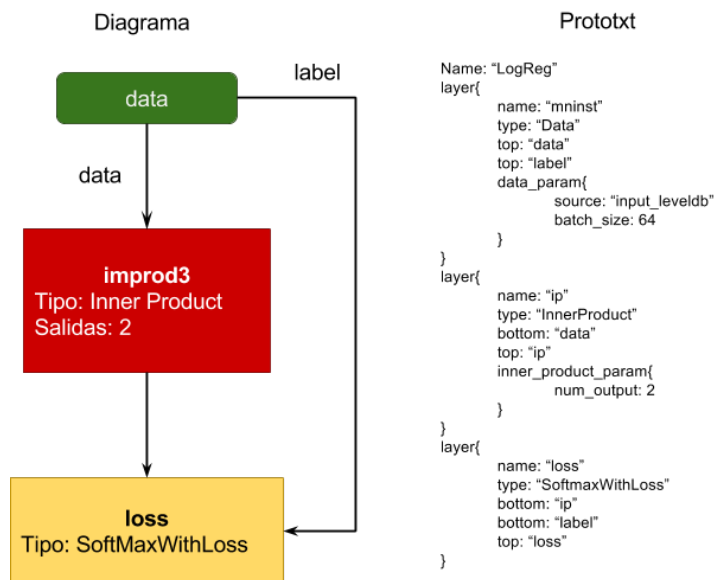 Diagrama
label
data
data
improd3
Tipo: Inner Product
Salidas: 2
loss
Tipo: SoftMaxWithLoss
Prototxt
Name: “LogReg”
layer{
name: “mninst”
type: “Data”
top: “data”
top: “label”
data_param{
source: “input_leveldb”
batch_size: 64
}
}
layer{
name: “ip”
type: “InnerProduct”
bottom: “data”
top: “ip”
inner_product_param{
num_output: 2
}
}
layer{
name: “loss”
type: “SoftmaxWithLoss”
bottom: “ip”
bottom: “label”
top: “loss”
}